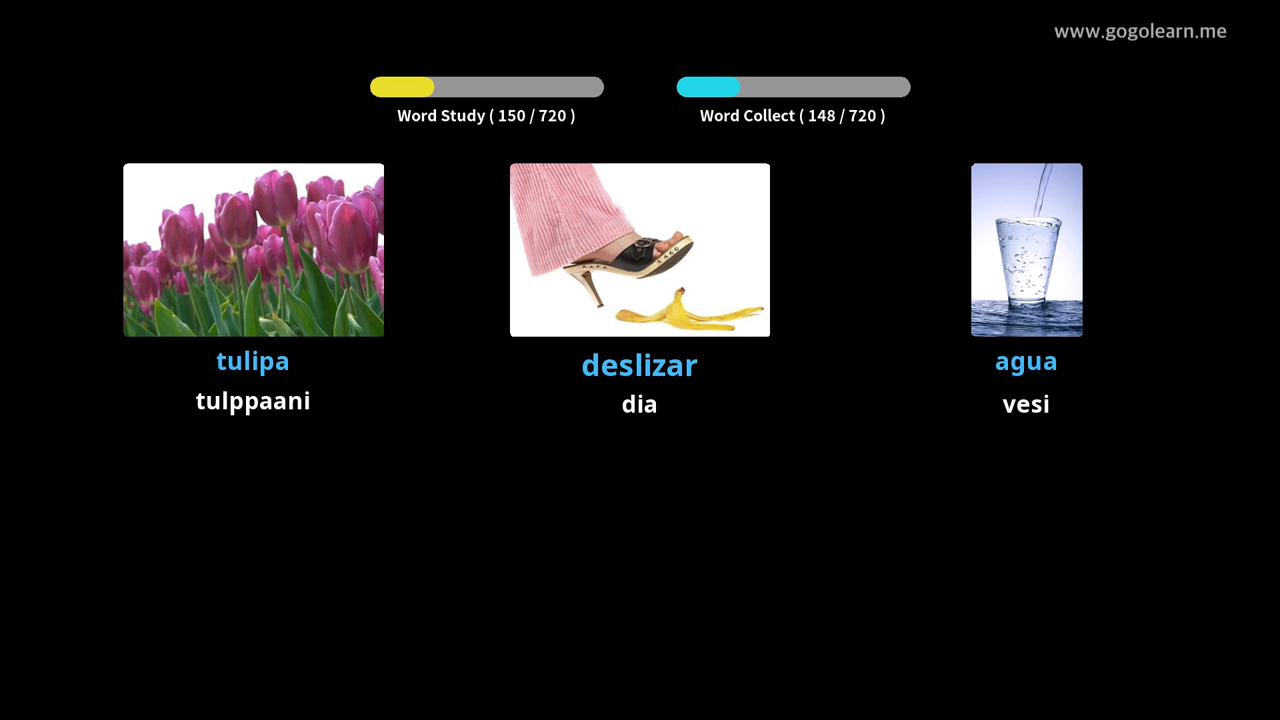 www.gogolearn.me
Word Study ( 150 / 720 )
Word Collect ( 148 / 720 )
tulipa
tulppaani
deslizar
dia
agua
vesi